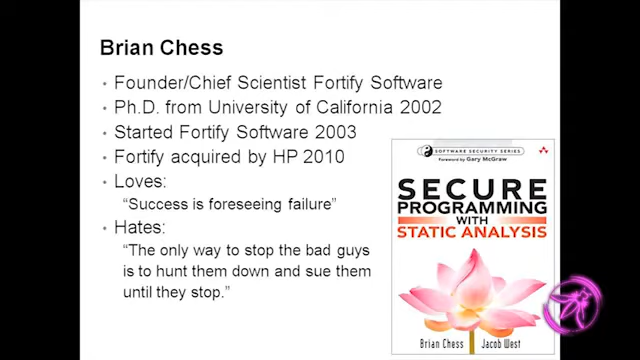 Brian Chess
• Founder/Chief Scientist Fortify Software
• Ph.D. from University of California 2002
• Started Fortify Software 2003
• Fortify acquired by HP 2010
• Loves:
"Success is foreseeing failure"
• Hates:
"The only way to stop the bad guys
is to hunt them down and sue them
until they stop."
SOFTWARE SECURITY SERIES
Foreword by Gary McGraw
SECURE
PROGRAMMING
WITH
STATIC ANALYSIS
Brian Chess Jacob West